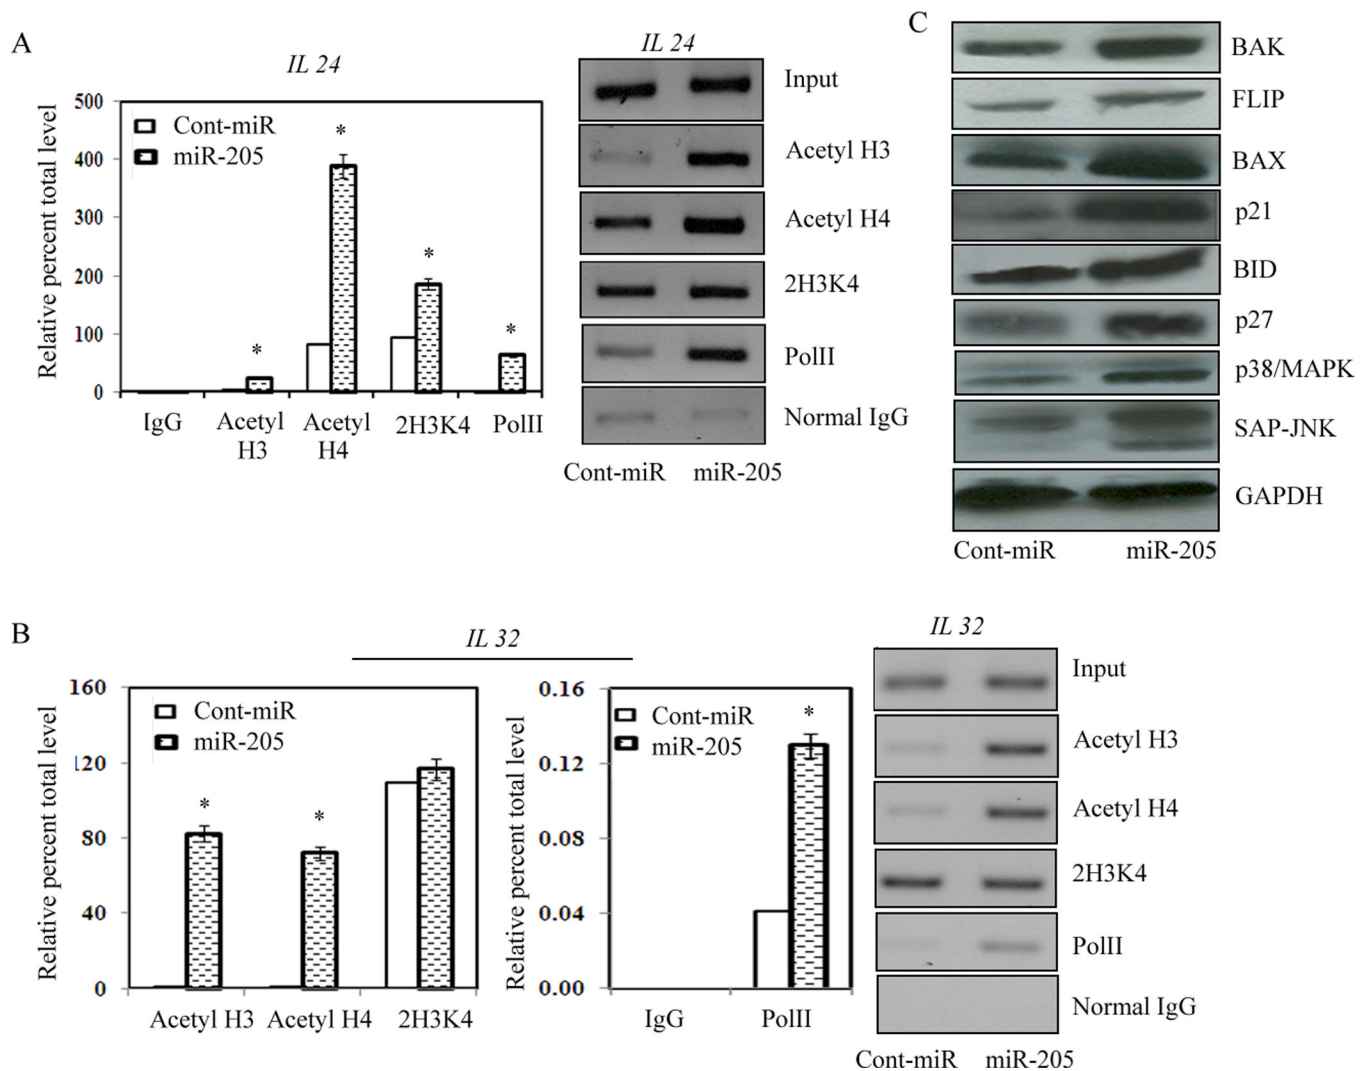 A
IL 24
Relative percent total level
500
400
300
200
100
0
Cont-miR
miR-205
*
*
*
*
IgG
Acetyl H3
Acetyl H4
2H3K4
PolII
IL 24
Input
Acetyl H3
Acetyl H4
2H3K4
PolII
Normal IgG
Cont-miR miR-205
C
BAK
FLIP
BAX
p21
BID
p27
p38/MAPK
SAP-JNK
GAPDH
Cont-miR miR-205
B
IL 32
Relative percent total level
160
120
80
40
0
Cont-miR
miR-205
*
*
Acetyl H3 Acetyl H4 2H3K4
Relative percent total level
0.16
0.12
0.08
0.04
0.00
Cont-miR
miR-205
*
IgG PolII
IL 32
Input
Acetyl H3
Acetyl H4
2H3K4
PolII
Normal IgG
Cont-miR miR-205